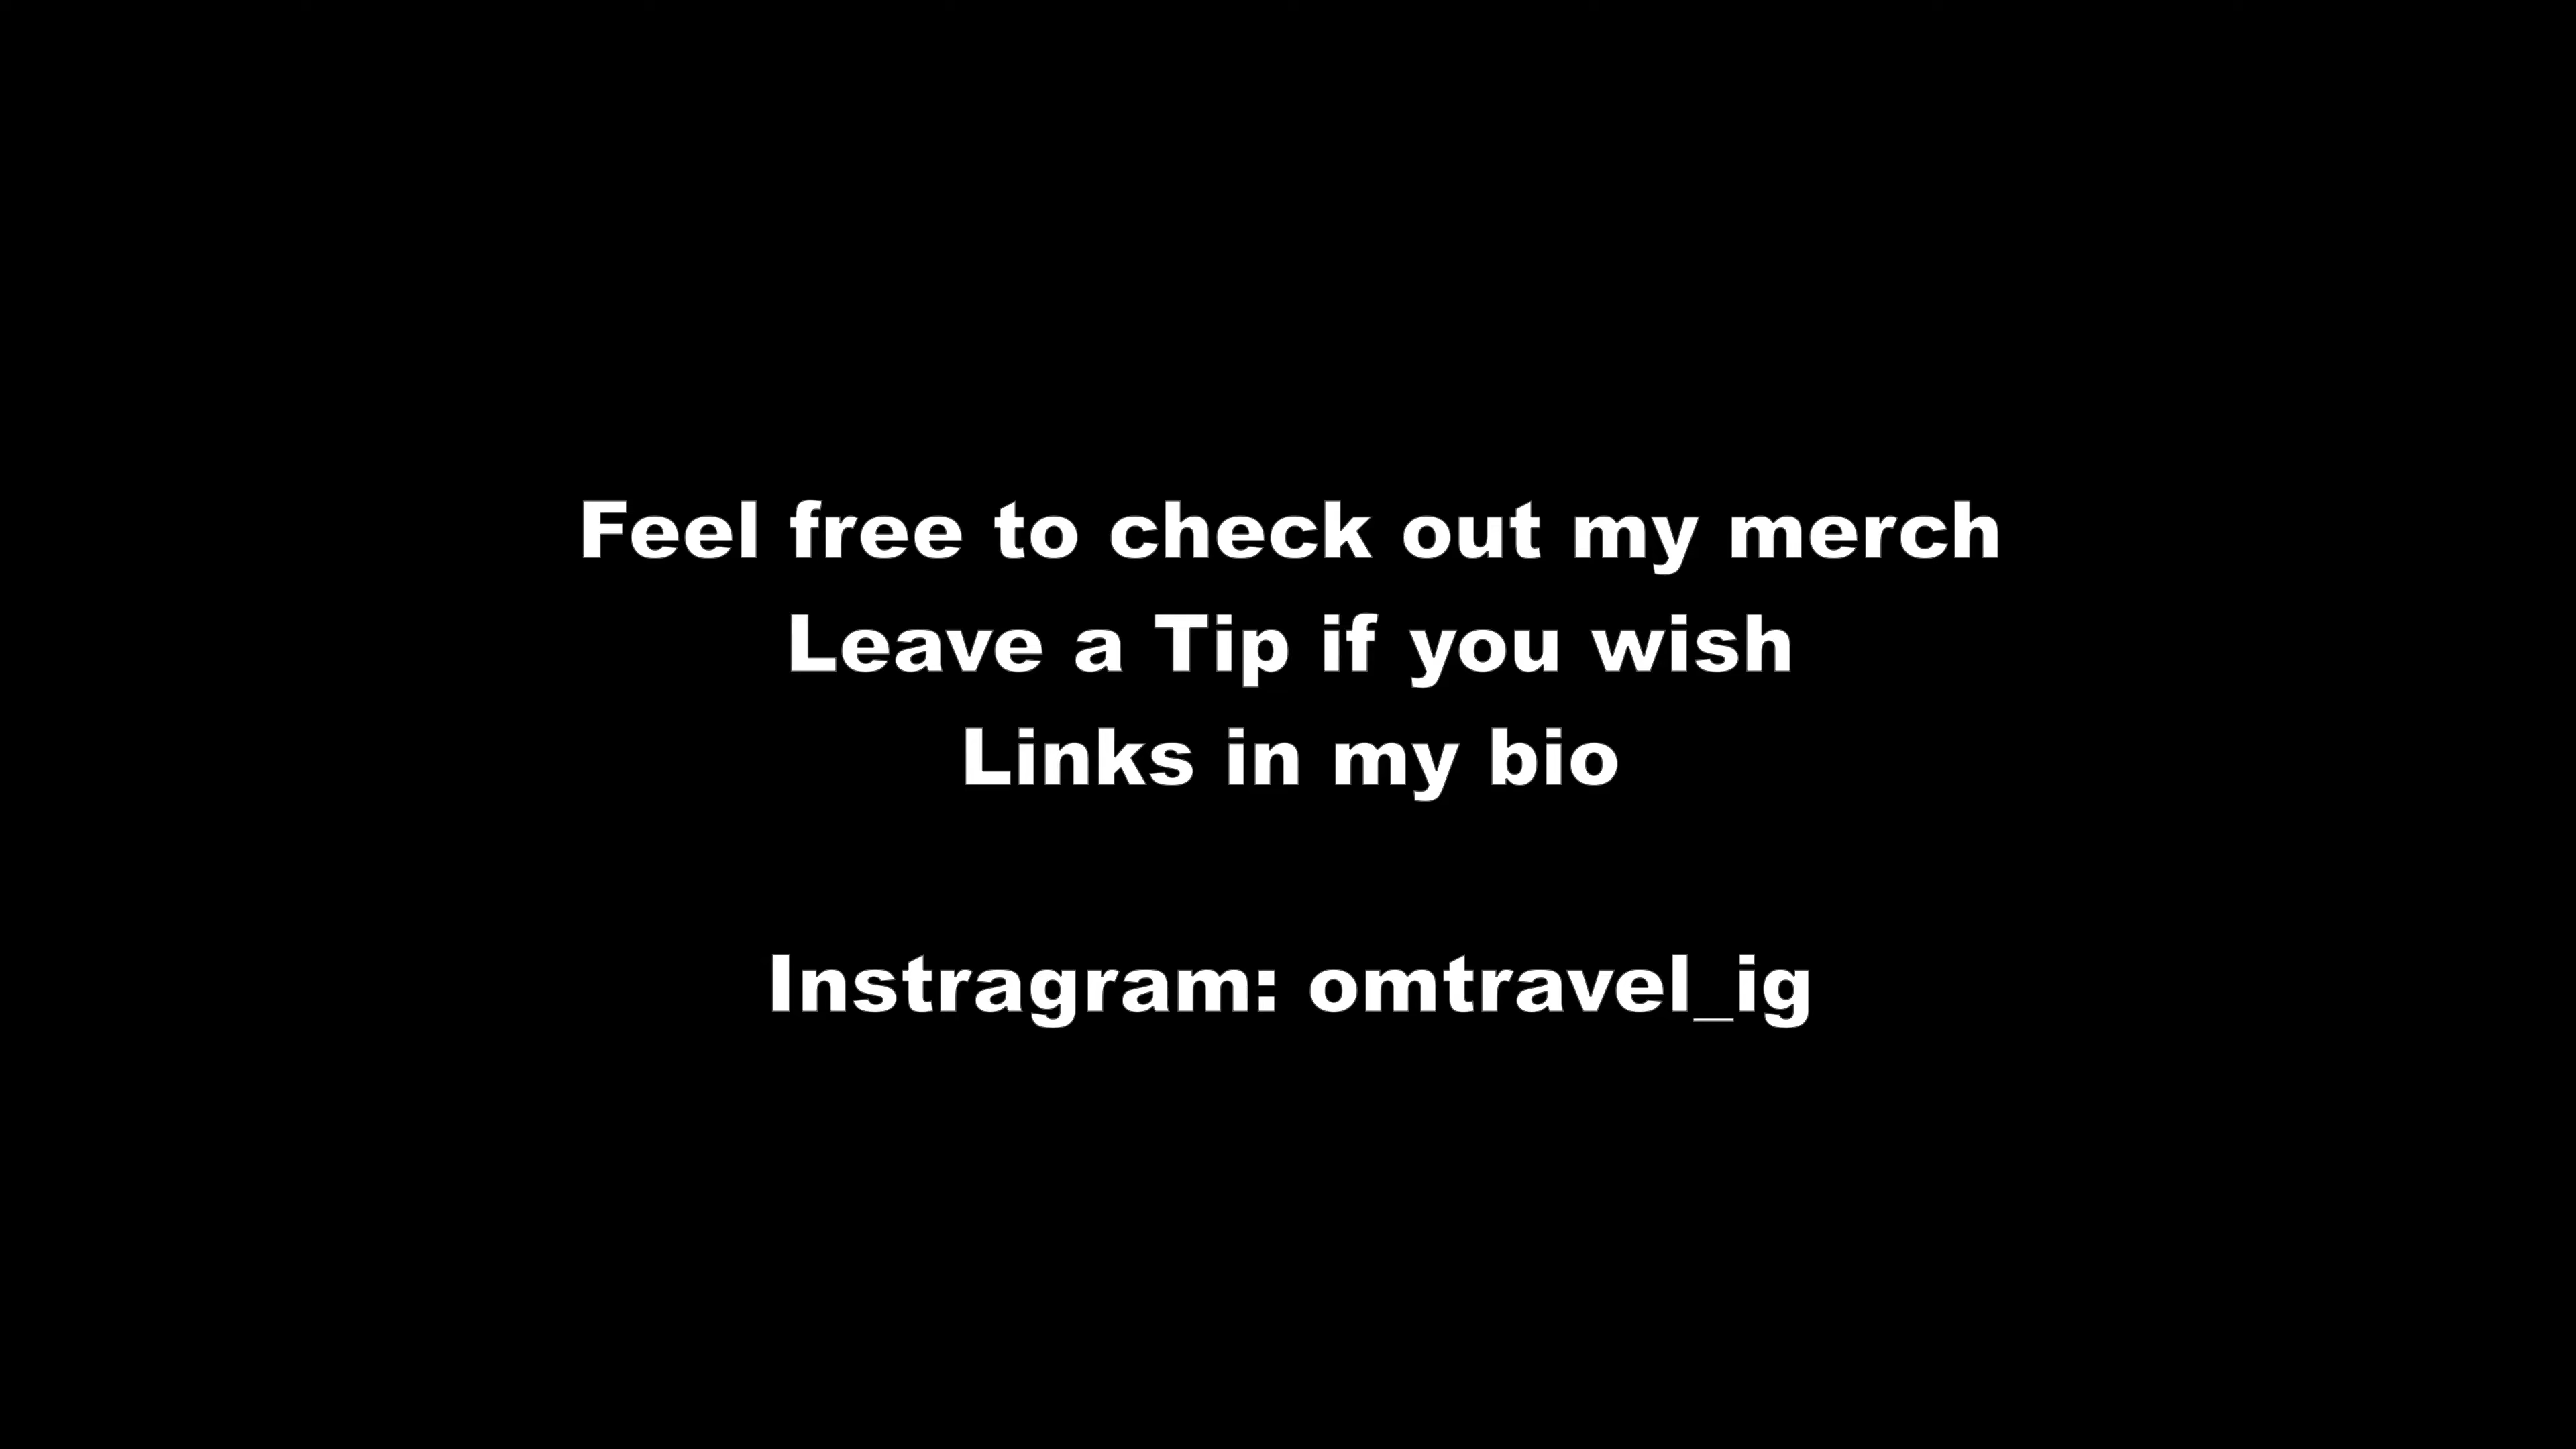 Feel free to check out my merch
Leave a Tip if you wish
Links in my bio
Instragram: omtravel_ig